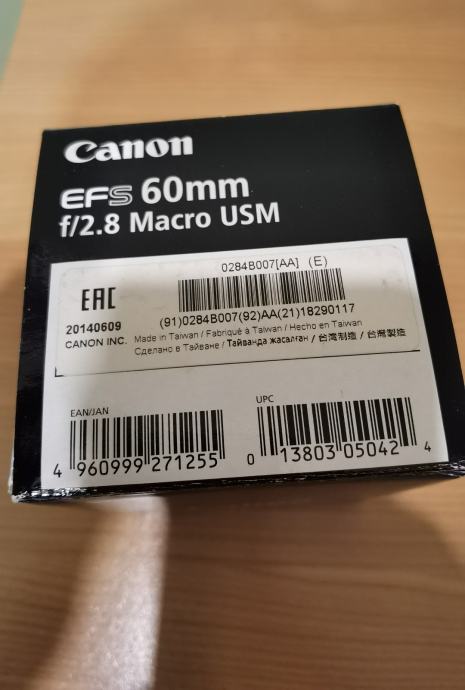 Canon
EFS 60mm
f/2.8 Macro USM
0284B007[AA] (E)
EAC
(91)0284B007(92)AA(21)18290117
20140609
CANON INC.
Made in Taiwan / Fabriqué à Taiwan / Hecho en Taiwan
Сделано в Тайване / Тайванда жасалған / 台湾制造 / 台灣製造
EAN/JAN
4 960999 271255
UPC
0 13803 05042 4